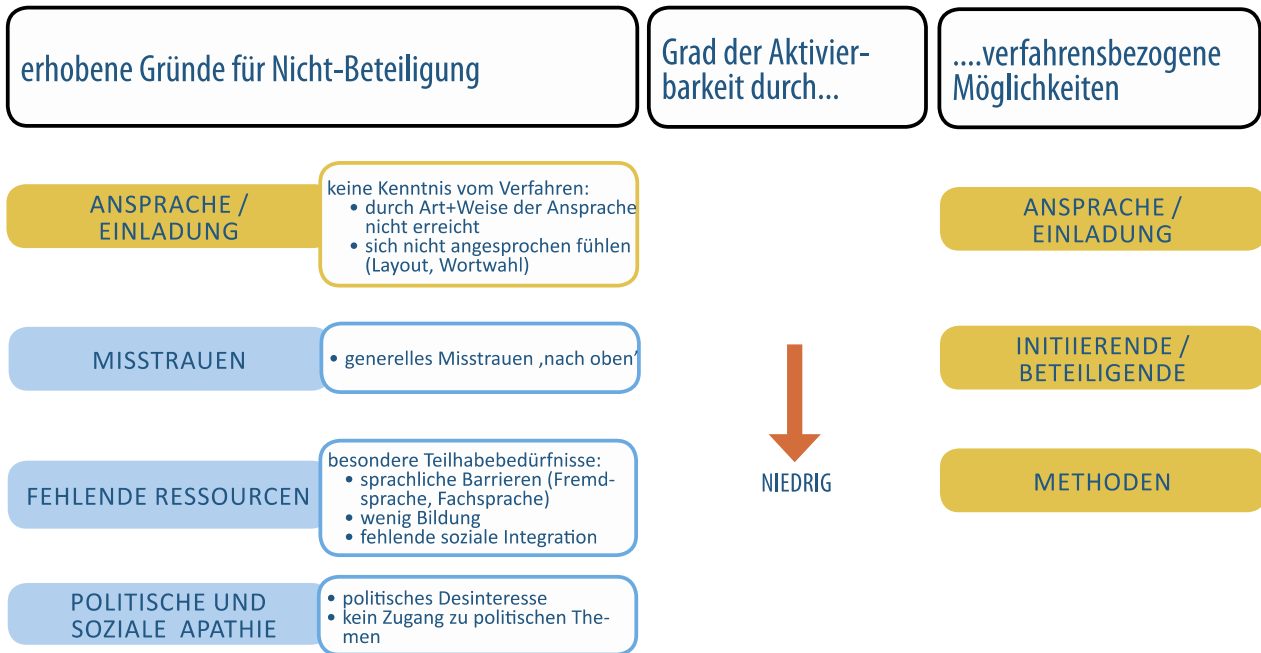 erhobene Gründe für Nicht-Beteiligung
Grad der Aktivier-
barkeit durch...
....verfahrensbezogene
Möglichkeiten
ANSPRACHE /
EINLADUNG
keine Kenntnis vom Verfahren:
• durch Art+Weise der Ansprache
nicht erreicht
• sich nicht angesprochen fühlen
(Layout, Wortwahl)
ANSPRACHE /
EINLADUNG
MISSTRAUEN
• generelles Misstrauen ‚nach oben’
INITIIERENDE /
BETEILIGENDE
FEHLENDE RESSOURCEN
besondere Teilhabebedürfnisse:
• sprachliche Barrieren (Fremd-
sprache, Fachsprache)
• wenig Bildung
• fehlende soziale Integration
NIEDRIG
METHODEN
POLITISCHE UND
SOZIALE APATHIE
• politisches Desinteresse
• kein Zugang zu politischen The-
men